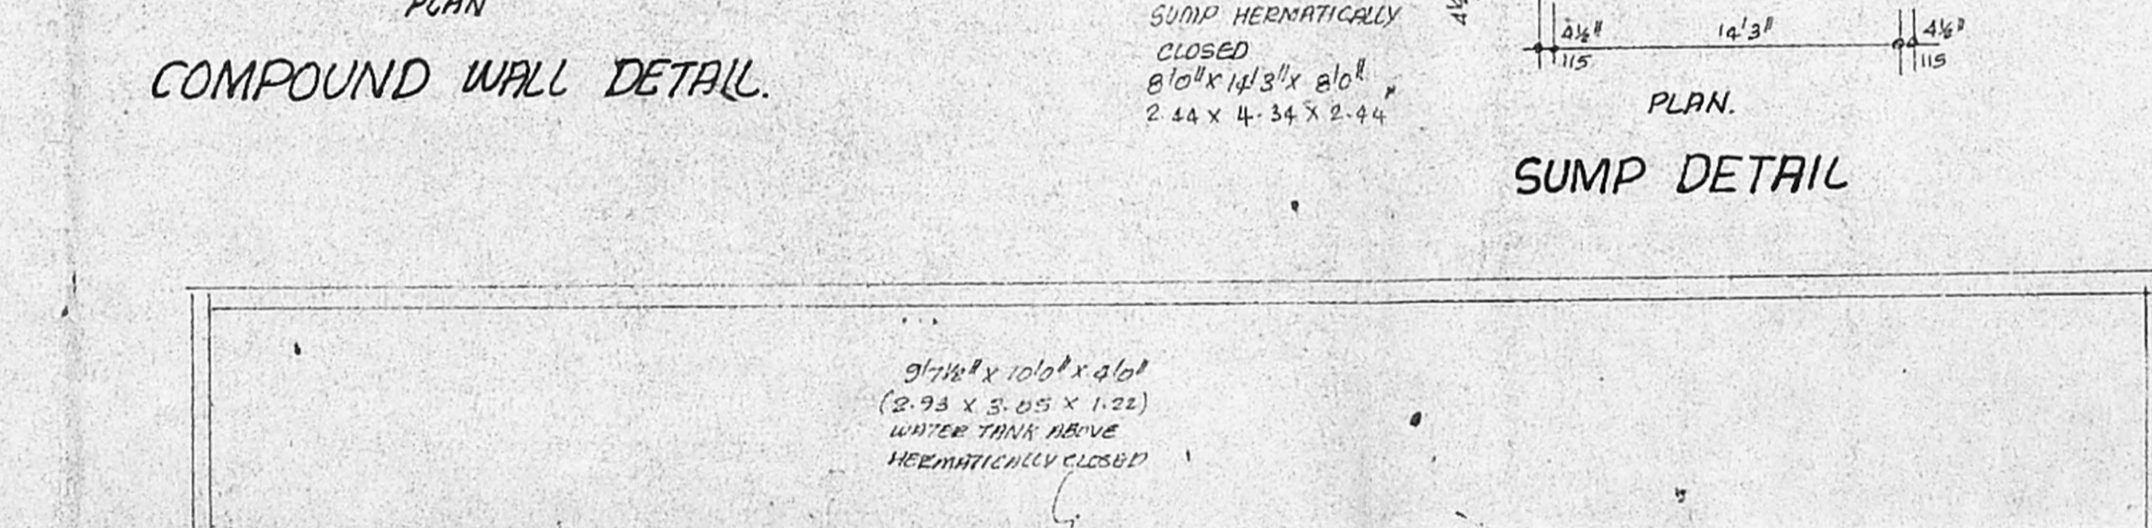 PLAN
COMPOUND WALL DETAIL.
SUMP HERMATICALLY
CLOSED
8'0"x 14'3"x 8'0"
2.44 x 4.34 x 2.44
4½"
4½" 14'3" 4½"
115 115
PLAN.
SUMP DETAIL
9'7½" x 10'0" x 4'0"
(2.93 x 3.05 x 1.22)
WATER TANK ABOVE
HERMATICALLY CLOSED